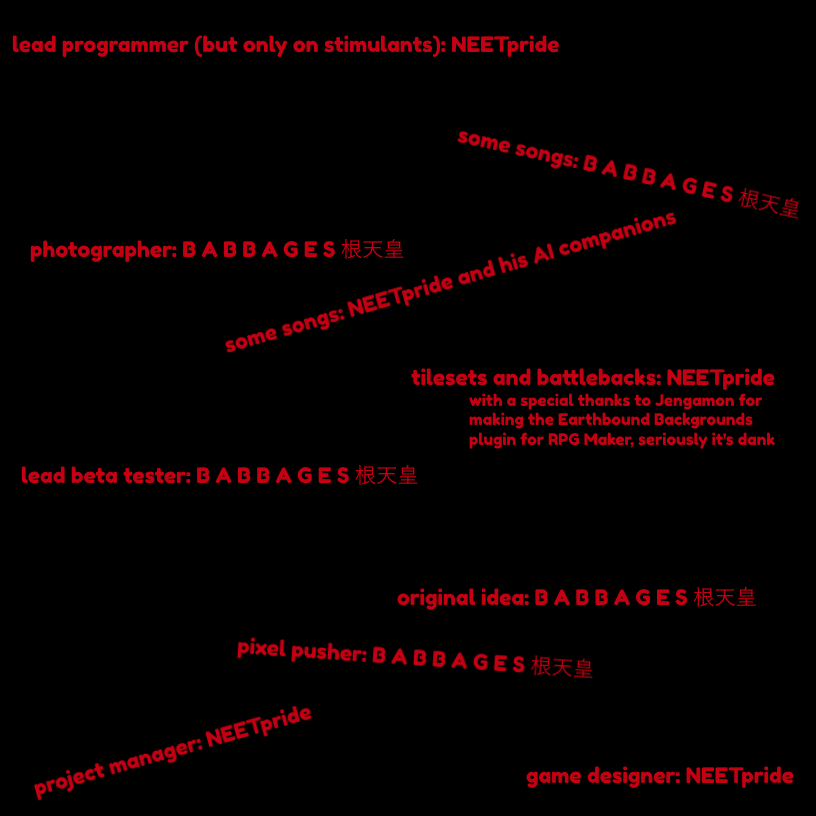 lead programmer (but only on stimulants): NEETpride
some songs: B A B B A G E S 根天皇
photographer: B A B B A G E S 根天皇
some songs: NEETpride and his AI companions
tilesets and battlebacks: NEETpride
with a special thanks to Jengamon for
making the Earthbound Backgrounds
plugin for RPG Maker, seriously it's dank
lead beta tester: B A B B A G E S 根天皇
original idea: B A B B A G E S 根天皇
pixel pusher: B A B B A G E S 根天皇
project manager: NEETpride
game designer: NEETpride